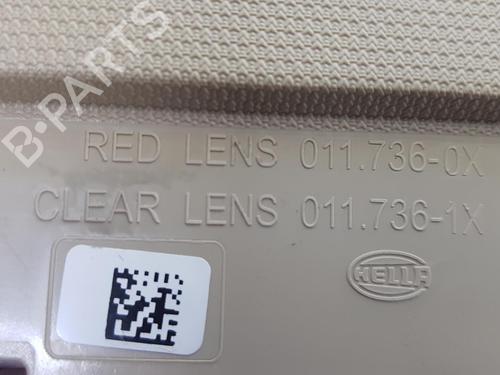 B-PARTS
RED LENS 011.736-0X
CLEAR LENS 011.736-1X
HELLA